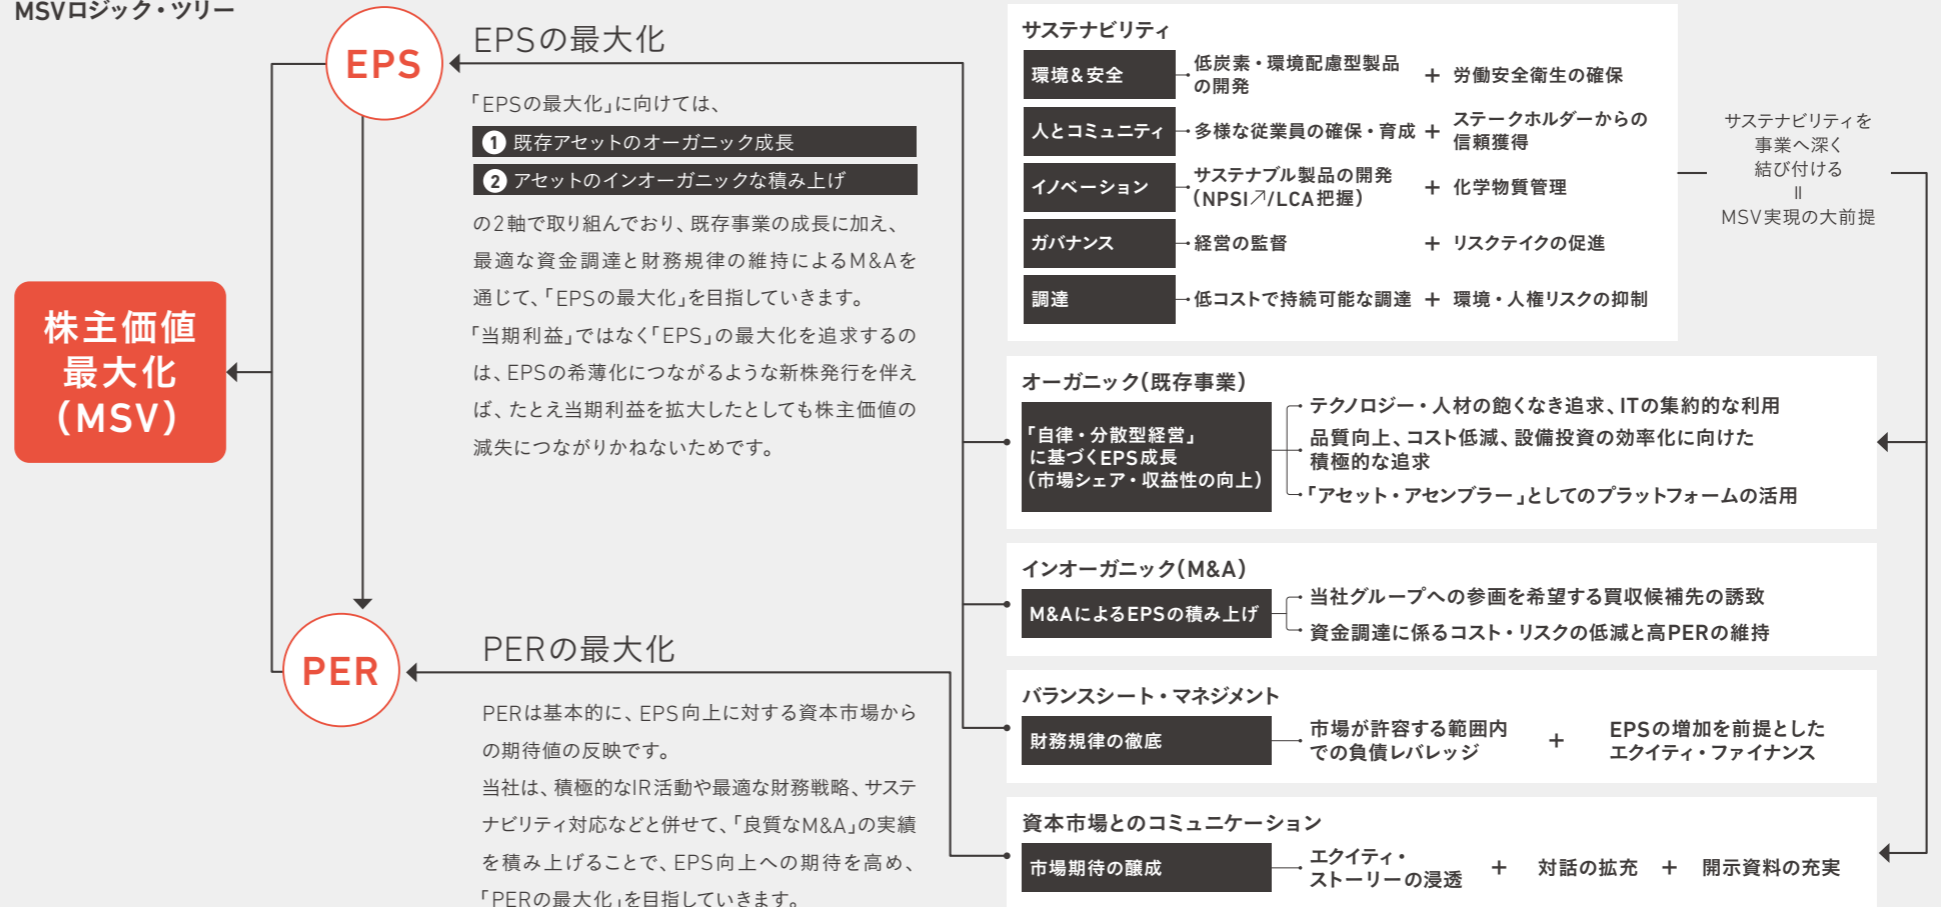 MSVロジック・ツリー
株主価値
最大化
(MSV)
EPS
EPSの最大化
「EPSの最大化」に向けては、
1 既存アセットのオーガニック成長
2 アセットのインオーガニックな積み上げ
の2軸で取り組んでおり、既存事業の成長に加え、
最適な資金調達と財務規律の維持によるM&Aを
通じて、「EPSの最大化」を目指していきます。
「当期利益」ではなく「EPS」の最大化を追求するの
は、EPSの希薄化につながるような新株発行を伴え
ば、たとえ当期利益を拡大したとしても株主価値の
減失につながりかねないためです。
PER
PERの最大化
PERは基本的に、EPS向上に対する資本市場から
の期待値の反映です。
当社は、積極的なIR活動や最適な財務戦略、サステ
ナビリティ対応などと併せて、「良質なM&A」の実績
を積み上げることで、EPS向上への期待を高め、
「PERの最大化」を目指していきます。
サステナビリティ
環境&安全
低炭素・環境配慮型製品
の開発
+ 労働安全衛生の確保
人とコミュニティ
多様な従業員の確保・育成
+ ステークホルダーからの
信頼獲得
イノベーション
サステナブル製品の開発
(NPSI↗/LCA把握)
+ 化学物質管理
ガバナンス
経営の監督
+ リスクテイクの促進
調達
低コストで持続可能な調達
+ 環境・人権リスクの抑制
サステナビリティを
事業へ深く
結び付ける
=
MSV実現の大前提
オーガニック(既存事業)
「自律・分散型経営」
に基づくEPS成長
(市場シェア・収益性の向上)
テクノロジー・人材の飽くなき追求、ITの集約的な利用
品質向上、コスト低減、設備投資の効率化に向けた
積極的な追求
「アセット・アセンブラー」としてのプラットフォームの活用
インオーガニック(M&A)
M&AによるEPSの積み上げ
当社グループへの参画を希望する買収候補先の誘致
資金調達に係るコスト・リスクの低減と高PERの維持
バランスシート・マネジメント
財務規律の徹底
市場が許容する範囲内
での負債レバレッジ
+
EPSの増加を前提とした
エクイティ・ファイナンス
資本市場とのコミュニケーション
市場期待の醸成
エクイティ・
ストーリーの浸透
+ 対話の拡充 + 開示資料の充実